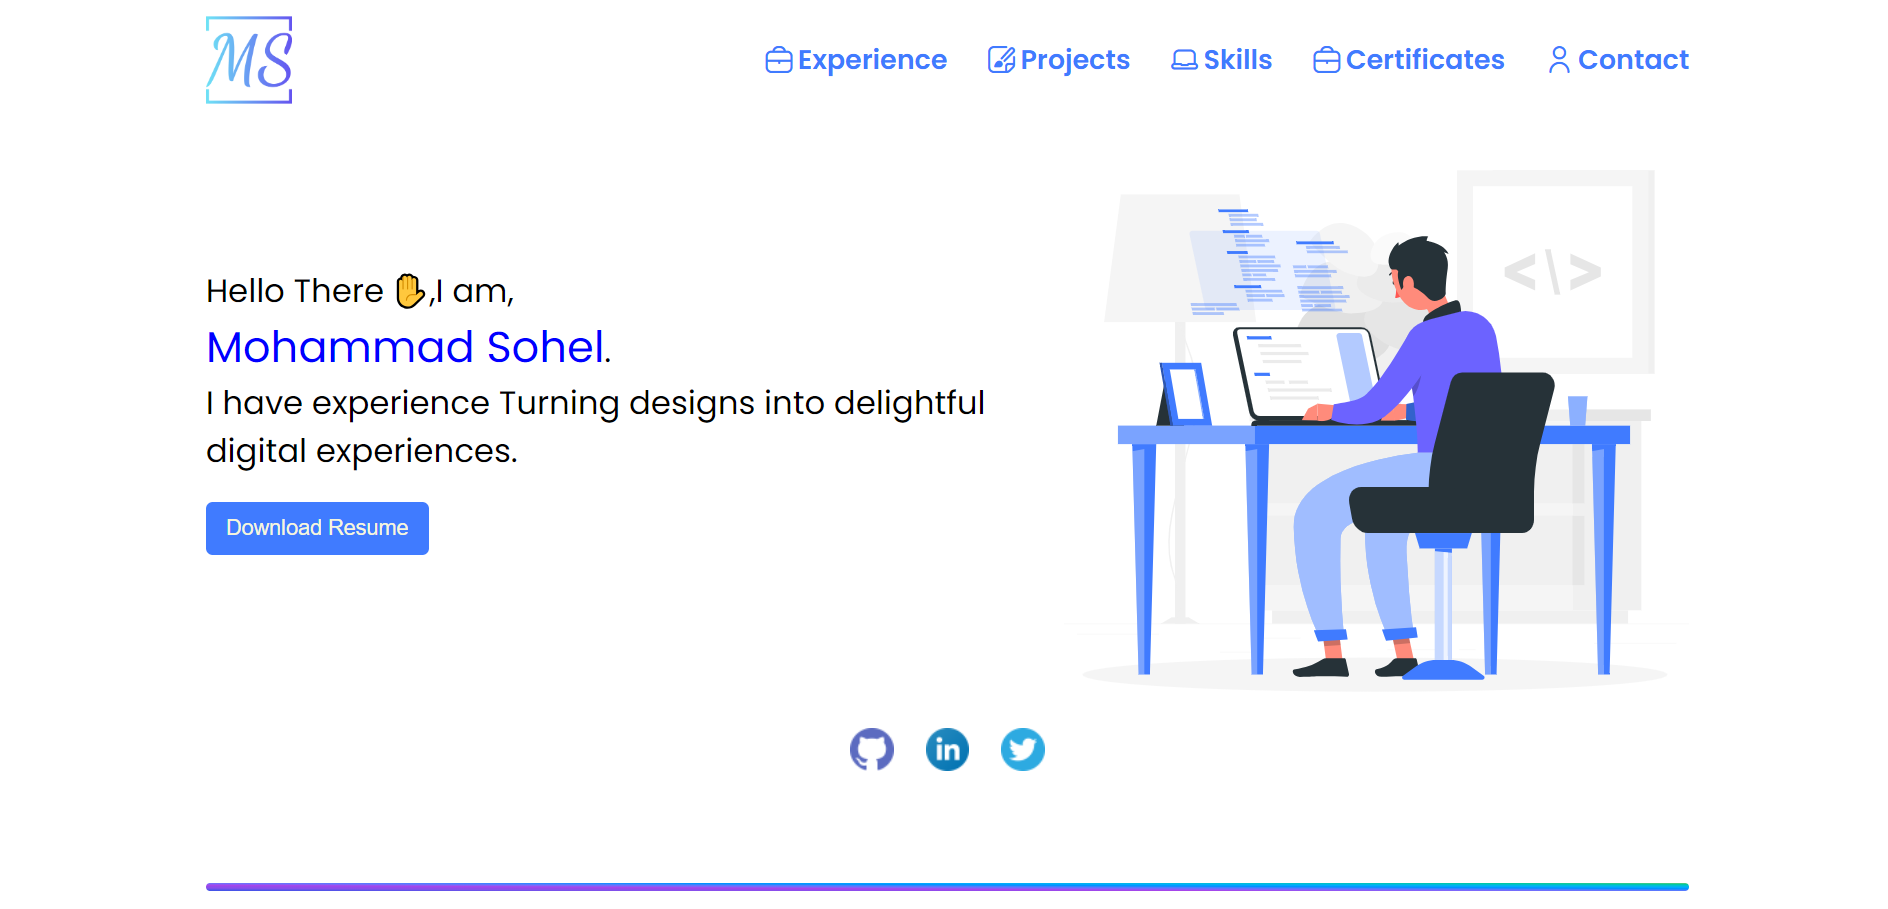 MS
Experience Projects Skills Certificates Contact
Hello There ✋,I am,
Mohammad Sohel.
I have experience Turning designs into delightful
digital experiences.
Download Resume
<\>
in